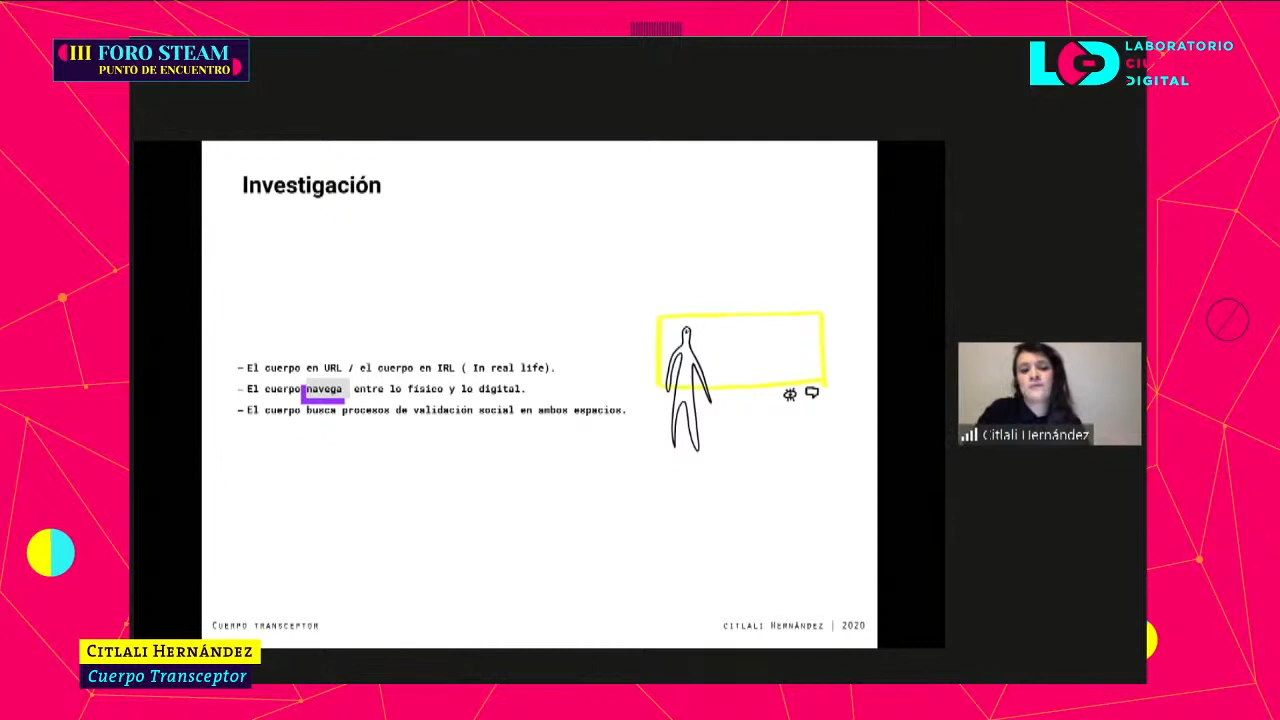 III FORO STEAM
PUNTO DE ENCUENTRO
LABORATORIO
DIGITAL
Investigación
– El cuerpo en URL / el cuerpo en IRL ( In real life).
– El cuerpo navega entre lo físico y lo digital.
– El cuerpo busca procesos de validación social en ambos espacios.
Citlali Hernández
Cuerpo transceptor
citlali Hernández | 2020
Citlali Hernández
Cuerpo Transceptor